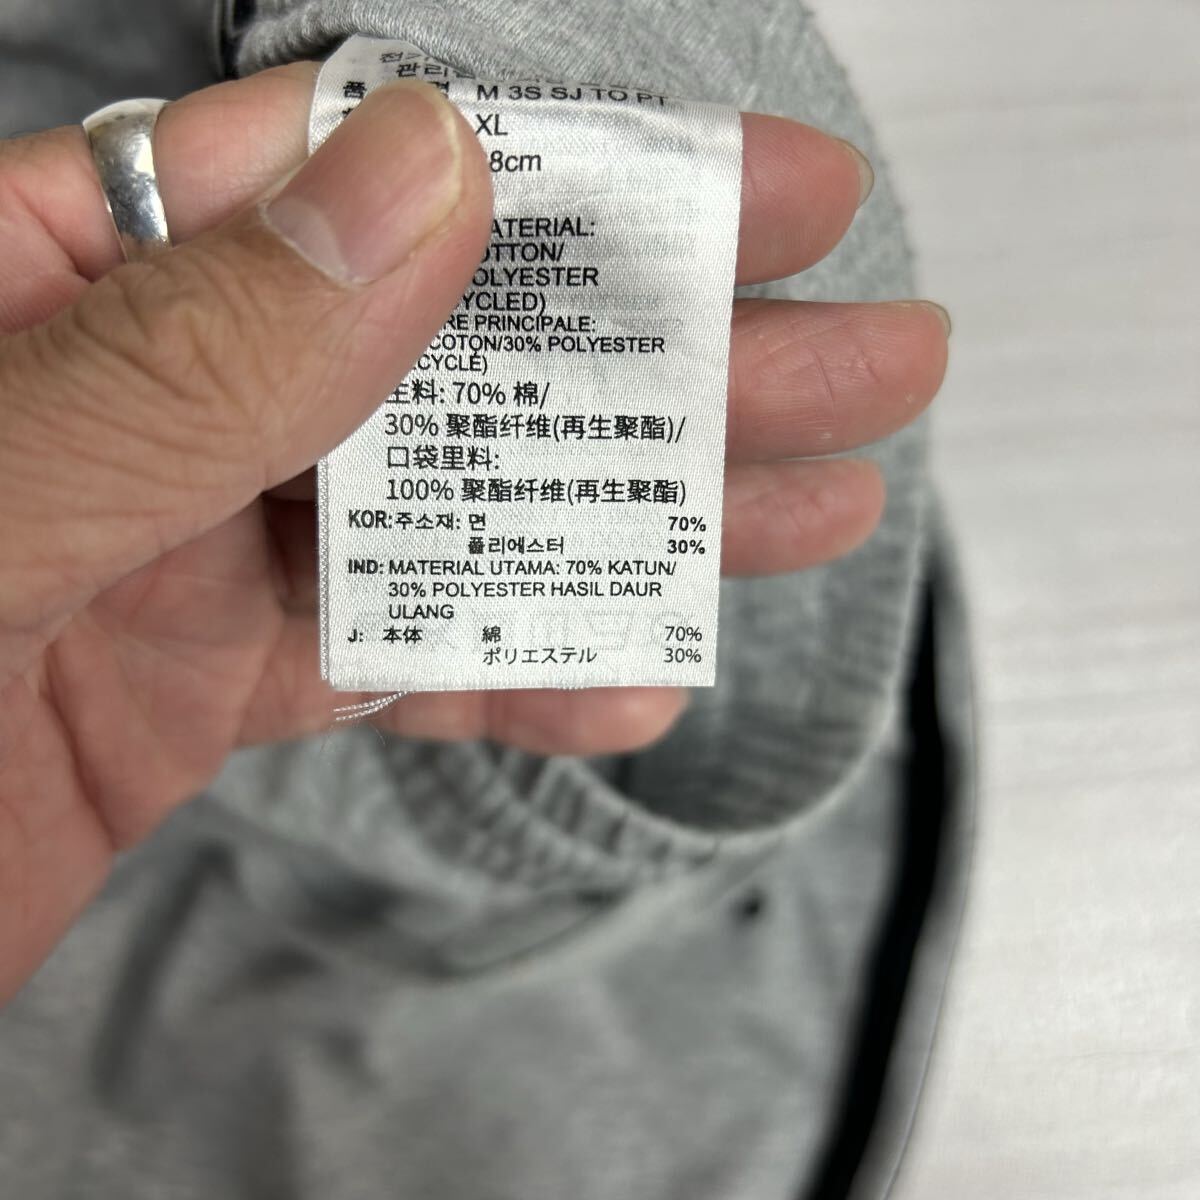 M 3S SJ TO PT
XL
8cm
ATERIAL:
OTTON/
OLYESTER
YCLED)
RE PRINCIPALE:
COTON/30% POLYESTER
CYCLÉ)
主料: 70% 棉/
30% 聚酯纤维(再生聚酯)/
口袋里料:
100% 聚酯纤维(再生聚酯)
KOR: 주소재: 면 70%
폴리에스터 30%
IND: MATERIAL UTAMA: 70% KATUN/
30% POLYESTER HASIL DAUR
ULANG
J: 本体 綿 70%
ポリエステル 30%